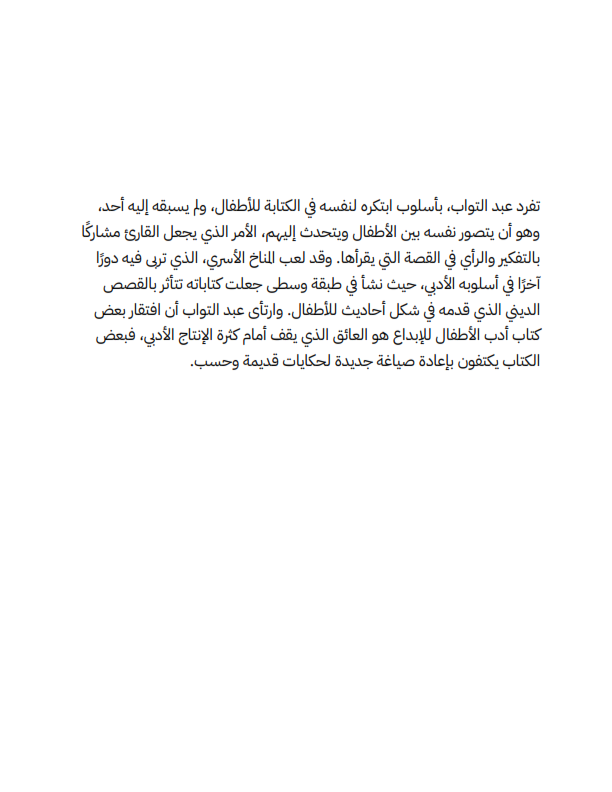 تفرد عبد التواب، بأسلوب ابتكره لنفسه في الكتابة للأطفال، ولم يسبقه إليه أحد،
وهو أن يتصور نفسه بين الأطفال ويتحدث إليهم، الأمر الذي يجعل القارئ مشاركًا
بالتفكير والرأي في القصة التي يقرأها. وقد لعب المناخ الأسري، الذي تربى فيه دورًا
آخرًا في أسلوبه الأدبي، حيث نشأ في طبقة وسطى جعلت كتاباته تتأثر بالقصص
الديني الذي قدمه في شكل أحاديث للأطفال. وارتأى عبد التواب أن افتقار بعض
كتاب أدب الأطفال للإبداع هو العائق الذي يقف أمام كثرة الإنتاج الأدبي، فبعض
الكتاب يكتفون بإعادة صياغة جديدة لحكايات قديمة وحسب.